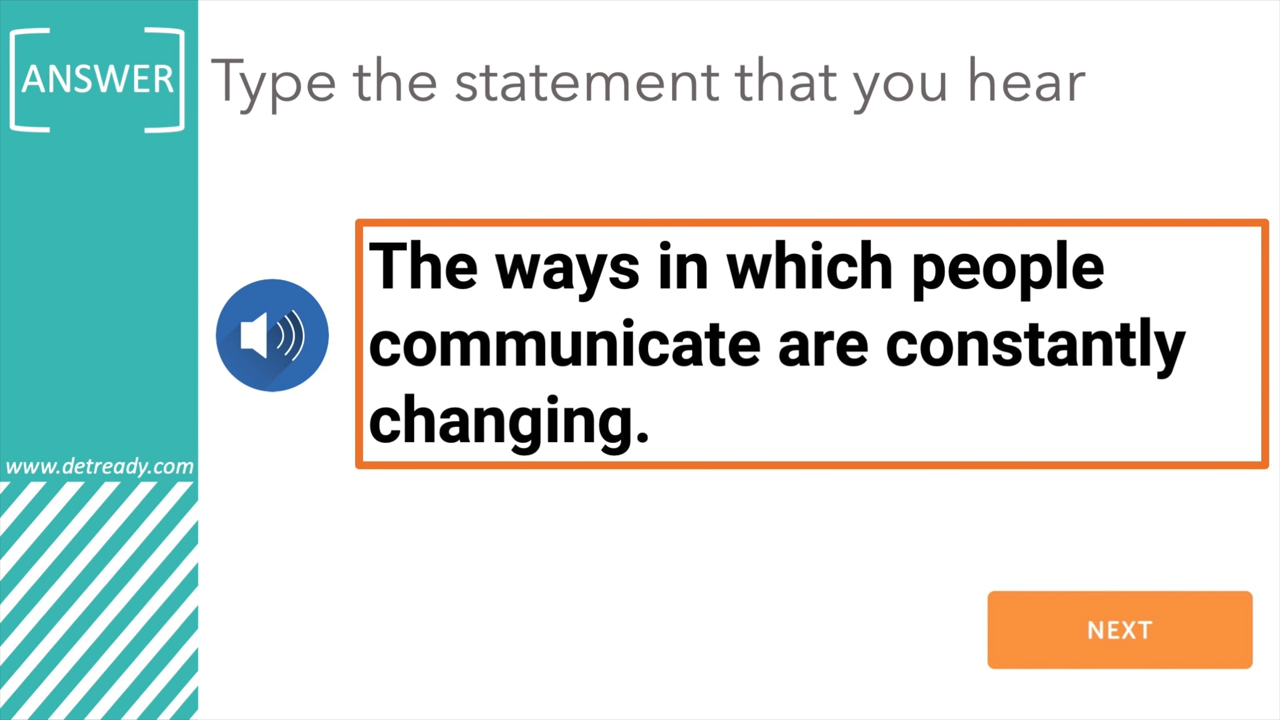 ANSWER
Type the statement that you hear
The ways in which people
communicate are constantly
changing.
www.detready.com
NEXT